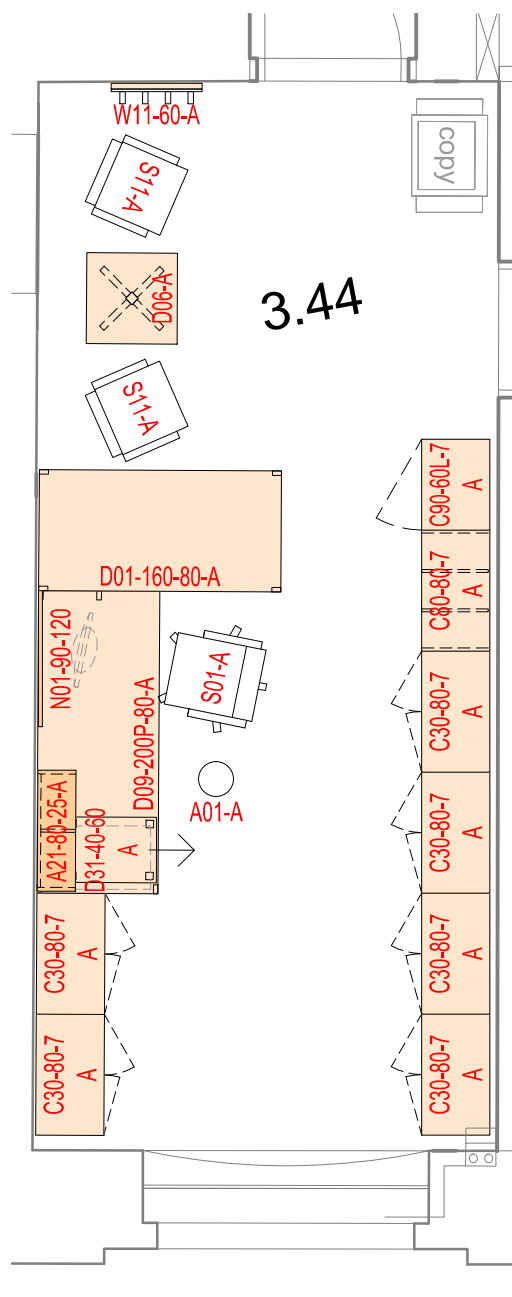 W11-60-A
copy
S11-A
D06-A
3.44
S11-A
C90-60L-7
A
D01-160-80-A
C80-80-7
A
N01-90-120
S01-A
D09-200P-80-A
C30-80-7
A
A01-A
A21-80-25-A
D31-40-60
A
C30-80-7
A
C30-80-7
A
C30-80-7
A
C30-80-7
A
C30-80-7
A